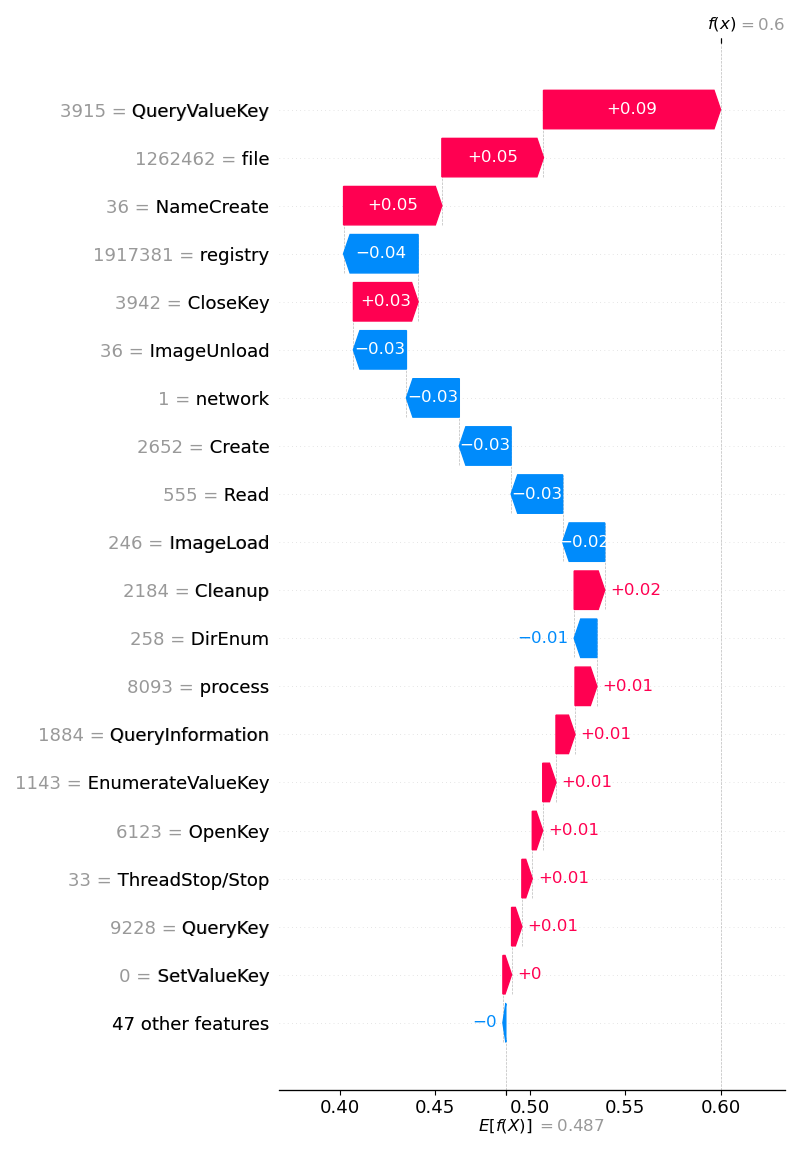 f(x) = 0.6
3915 = QueryValueKey +0.09
1262462 = file +0.05
36 = NameCreate +0.05
1917381 = registry −0.04
3942 = CloseKey +0.03
36 = ImageUnload −0.03
1 = network −0.03
2652 = Create −0.03
555 = Read −0.03
246 = ImageLoad −0.02
2184 = Cleanup +0.02
258 = DirEnum −0.01
8093 = process +0.01
1884 = QueryInformation +0.01
1143 = EnumerateValueKey +0.01
6123 = OpenKey +0.01
33 = ThreadStop/Stop +0.01
9228 = QueryKey +0.01
0 = SetValueKey +0
47 other features −0
0.40 0.45 0.50 0.55 0.60
E[f(X)] = 0.487